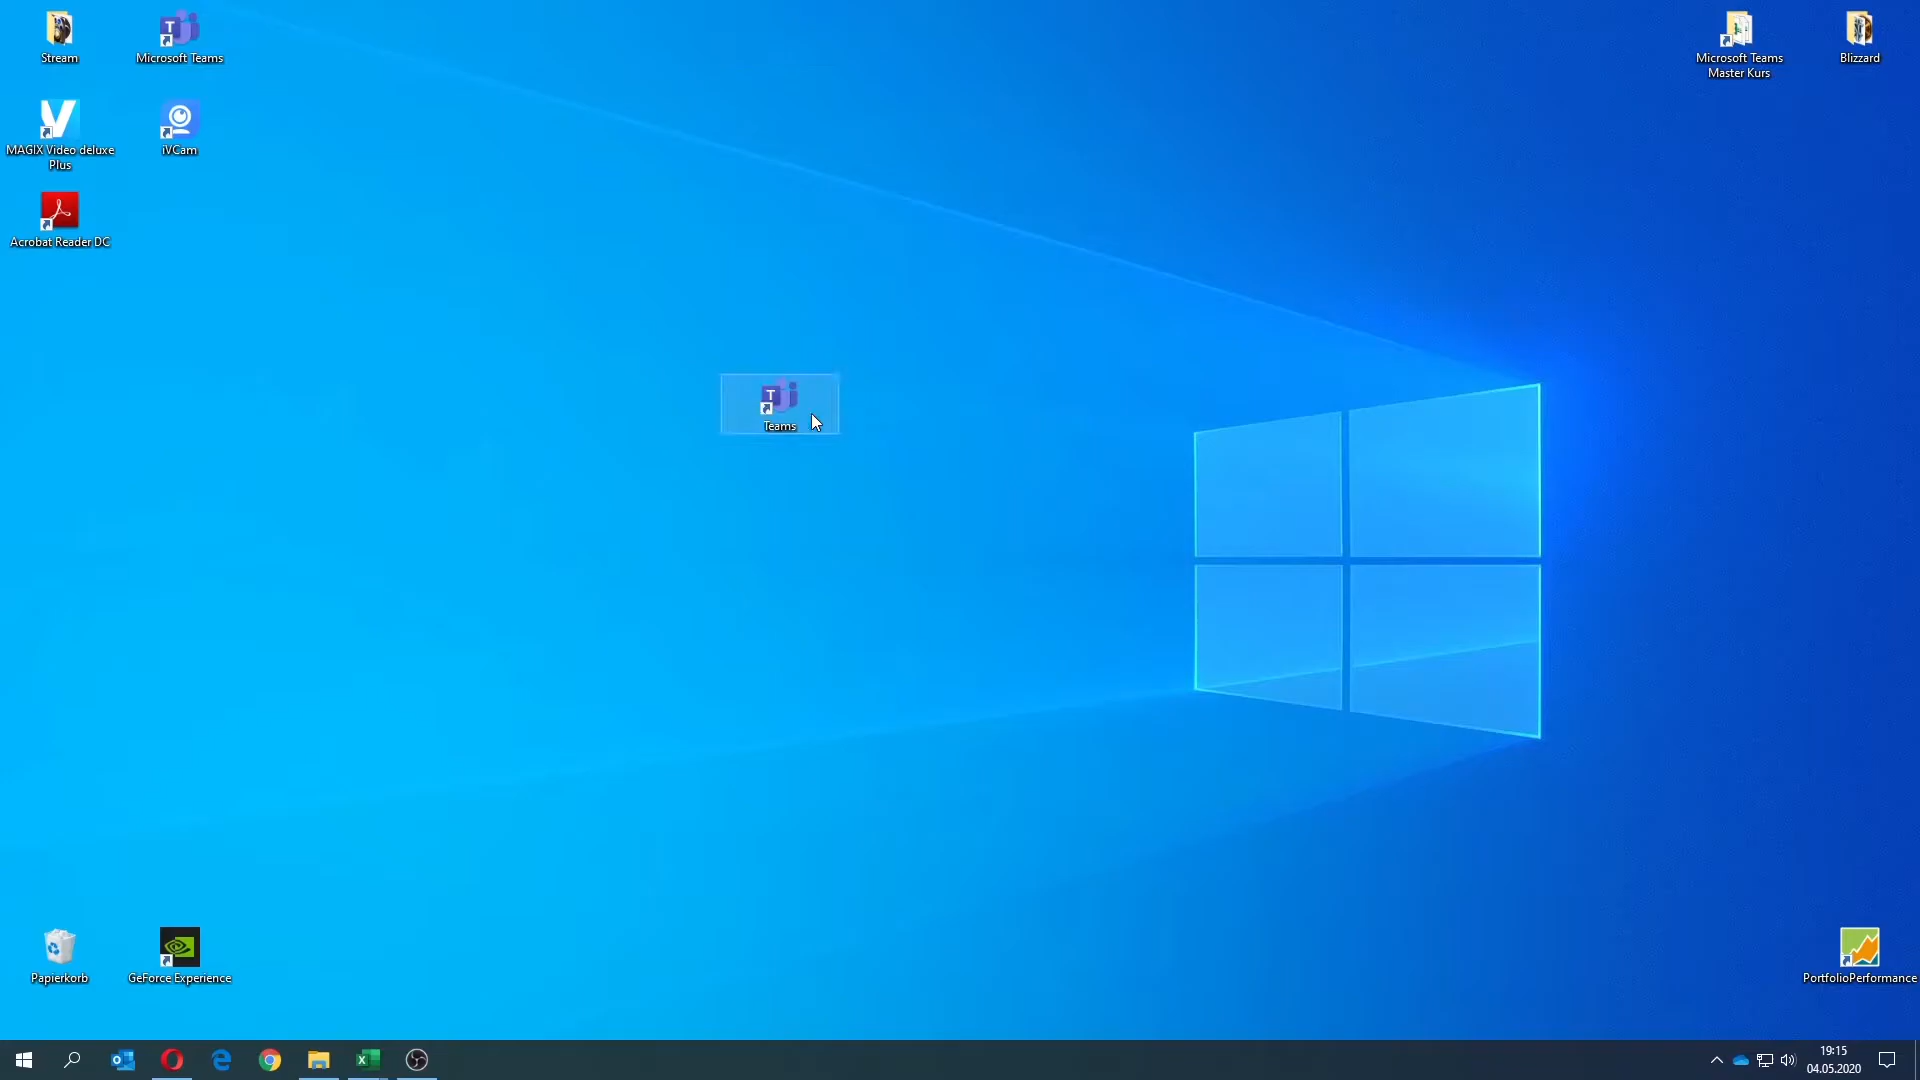 Stream
Microsoft Teams
Microsoft Teams
Master Kurs
Blizzard
MAGIX Video deluxe
Plus
iVCam
Acrobat Reader DC
Teams
Papierkorb
GeForce Experience
PortfolioPerformance
19:15
04.05.2020